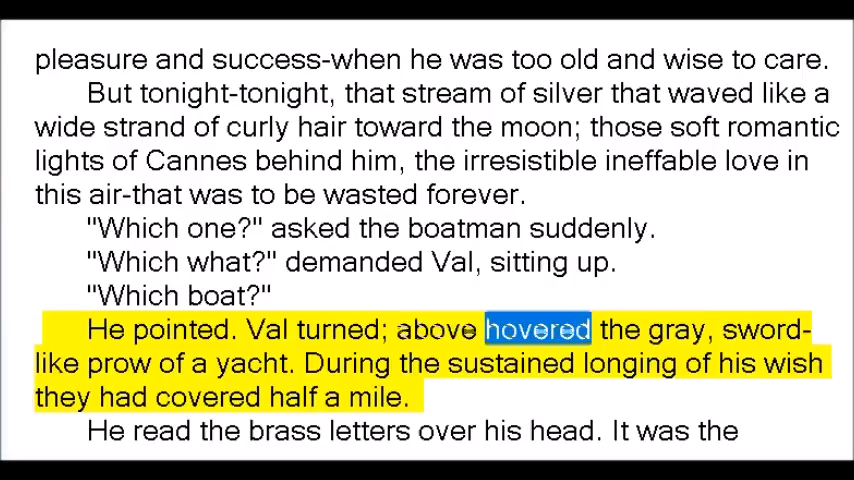 pleasure and success-when he was too old and wise to care.
But tonight-tonight, that stream of silver that waved like a
wide strand of curly hair toward the moon; those soft romantic
lights of Cannes behind him, the irresistible ineffable love in
this air-that was to be wasted forever.
"Which one?" asked the boatman suddenly.
"Which what?" demanded Val, sitting up.
"Which boat?"
He pointed. Val turned; above hovered the gray, sword-
like prow of a yacht. During the sustained longing of his wish
they had covered half a mile.
He read the brass letters over his head. It was the